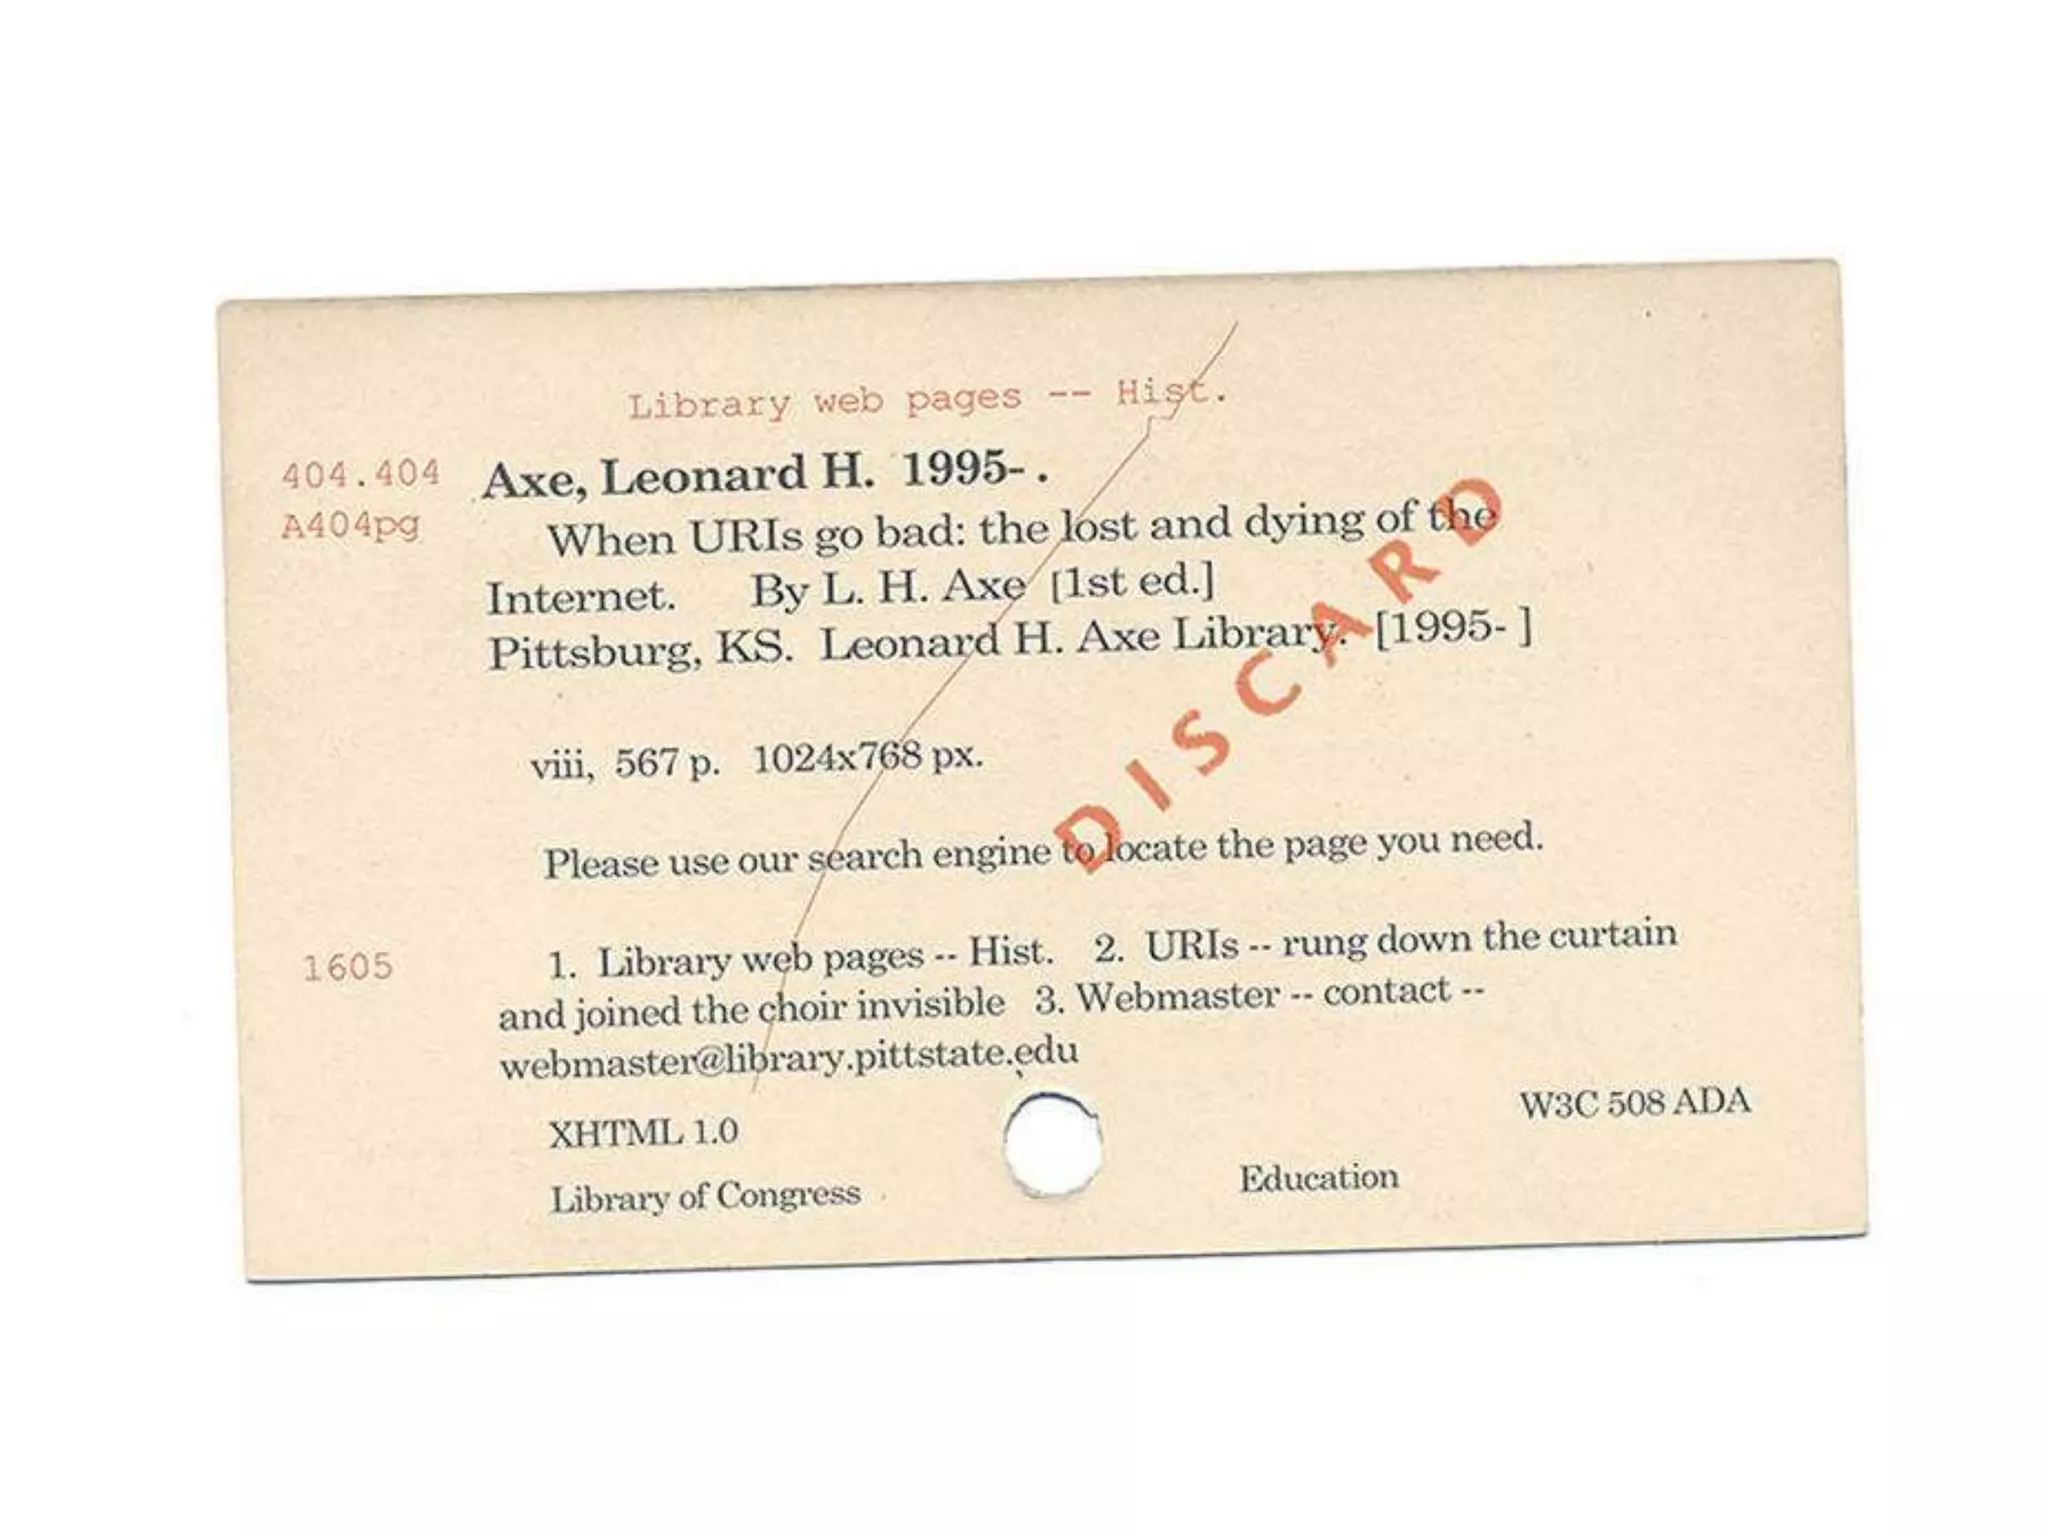 Library web pages -- Hist.
404.404 Axe, Leonard H. 1995- .
A404pg When URIs go bad: the lost and dying of the
Internet. By L. H. Axe [1st ed.]
Pittsburg, KS. Leonard H. Axe Library. [1995- ]
DISCARD
viii, 567 p. 1024x768 px.
Please use our search engine to locate the page you need.
1605 1. Library web pages -- Hist. 2. URIs -- rung down the curtain
and joined the choir invisible 3. Webmaster -- contact --
webmaster@library.pittstate.edu
XHTML 1.0 W3C 508 ADA
Library of Congress Education